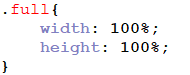 .full{
    width: 100%;
    height: 100%;
}